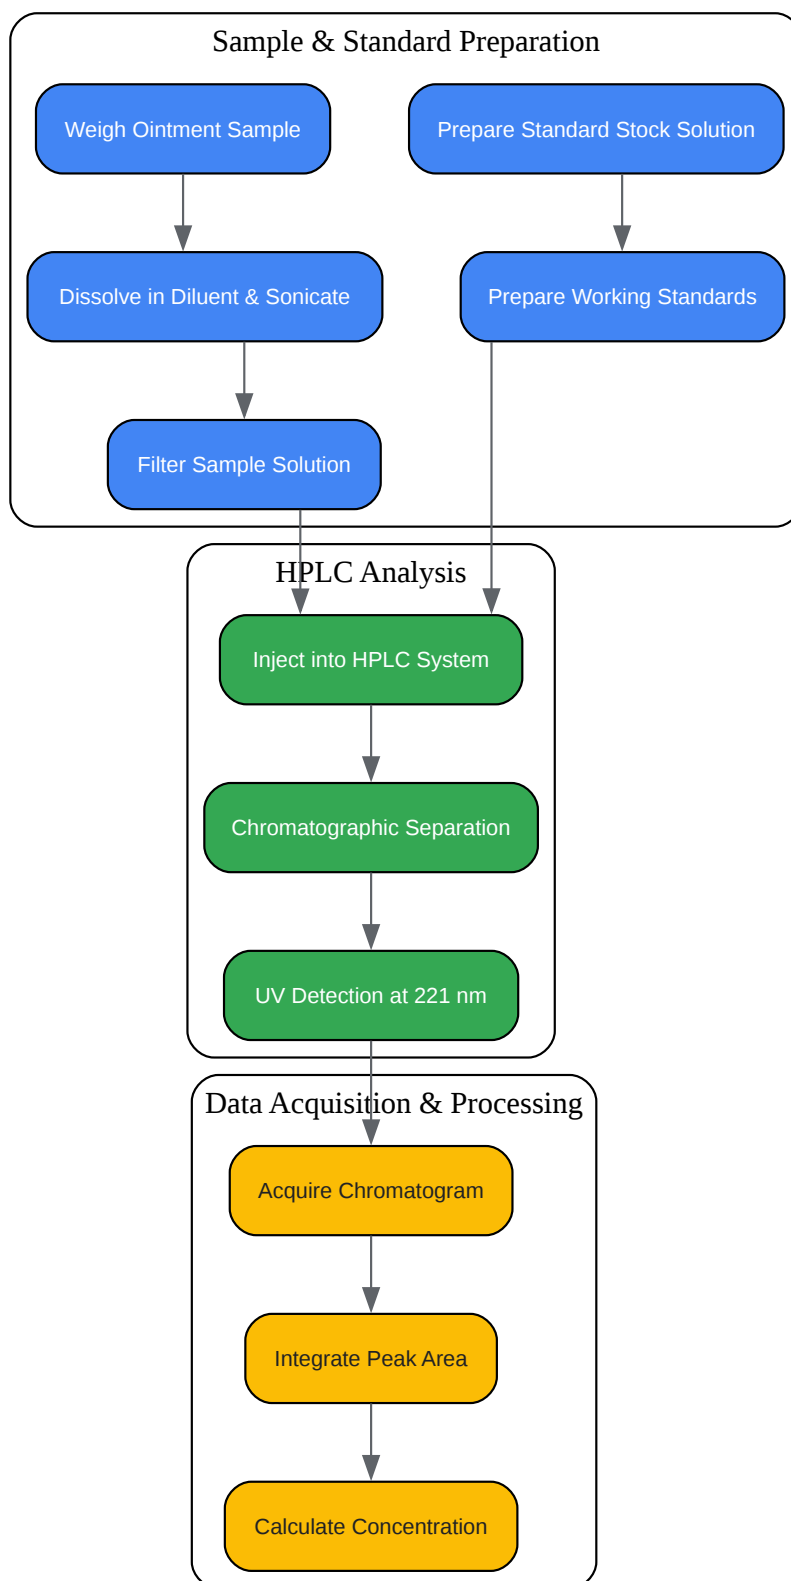 Sample & Standard Preparation
Weigh Ointment Sample
Prepare Standard Stock Solution
Dissolve in Diluent & Sonicate
Prepare Working Standards
Filter Sample Solution
HPLC Analysis
Inject into HPLC System
Chromatographic Separation
UV Detection at 221 nm
Data Acquisition & Processing
Acquire Chromatogram
Integrate Peak Area
Calculate Concentration